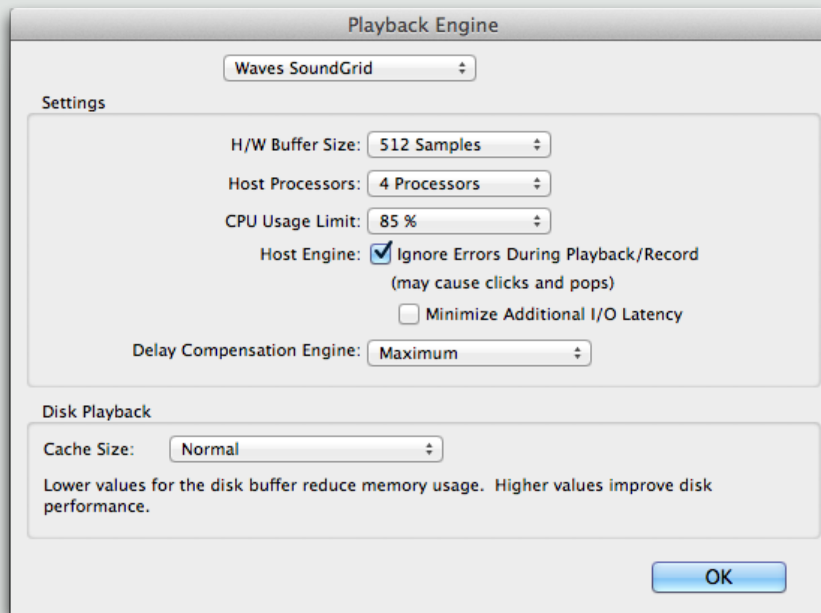 Playback Engine
Waves SoundGrid
Settings
H/W Buffer Size: 512 Samples
Host Processors: 4 Processors
CPU Usage Limit: 85 %
Host Engine: Ignore Errors During Playback/Record
(may cause clicks and pops)
Minimize Additional I/O Latency
Delay Compensation Engine: Maximum
Disk Playback
Cache Size: Normal
Lower values for the disk buffer reduce memory usage.  Higher values improve disk
performance.
OK